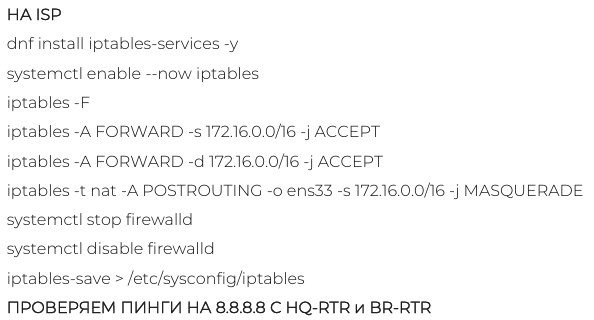 НА ISP
dnf install iptables-services -y
systemctl enable --now iptables
iptables -F
iptables -A FORWARD -s 172.16.0.0/16 -j ACCEPT
iptables -A FORWARD -d 172.16.0.0/16 -j ACCEPT
iptables -t nat -A POSTROUTING -o ens33 -s 172.16.0.0/16 -j MASQUERADE
systemctl stop firewalld
systemctl disable firewalld
iptables-save > /etc/sysconfig/iptables
ПРОВЕРЯЕМ ПИНГИ НА 8.8.8.8 С HQ-RTR и BR-RTR